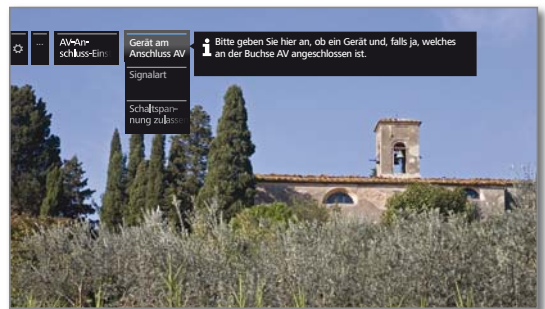 ...
AV-An-
schluss-Eins
Gerät am
Anschluss AV
Bitte geben Sie hier an, ob ein Gerät und, falls ja, welches
an der Buchse AV angeschlossen ist.
Signalart
Schaltspan-
nung zulassen